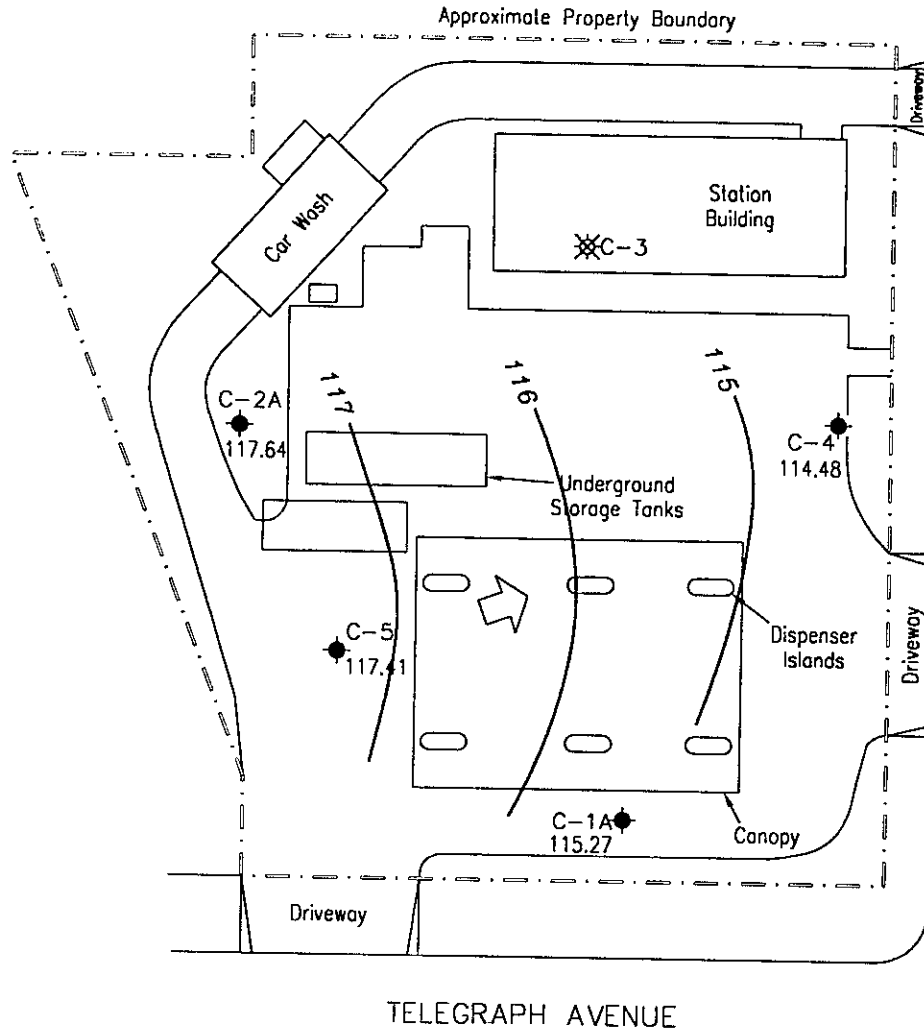 Approximate Property Boundary
Driveway
Car Wash
Station
Building
C-3
117
116
115
C-2A
117.64
C-4
114.48
Underground
Storage Tanks
C-5
117.41
Dispenser
Islands
Driveway
C-1A
115.27
Canopy
Driveway
TELEGRAPH AVENUE